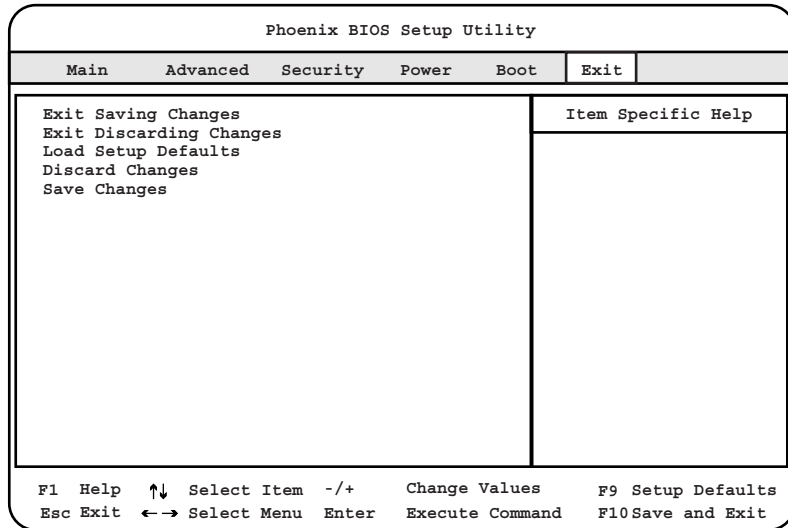 Phoenix BIOS Setup Utility
Main Advanced Security Power Boot Exit
Exit Saving Changes
Exit Discarding Changes
Load Setup Defaults
Discard Changes
Save Changes
Item Specific Help
F1 Help ↑↓ Select Item -/+ Change Values F9 Setup Defaults
Esc Exit ←→ Select Menu Enter Execute Command F10 Save and Exit